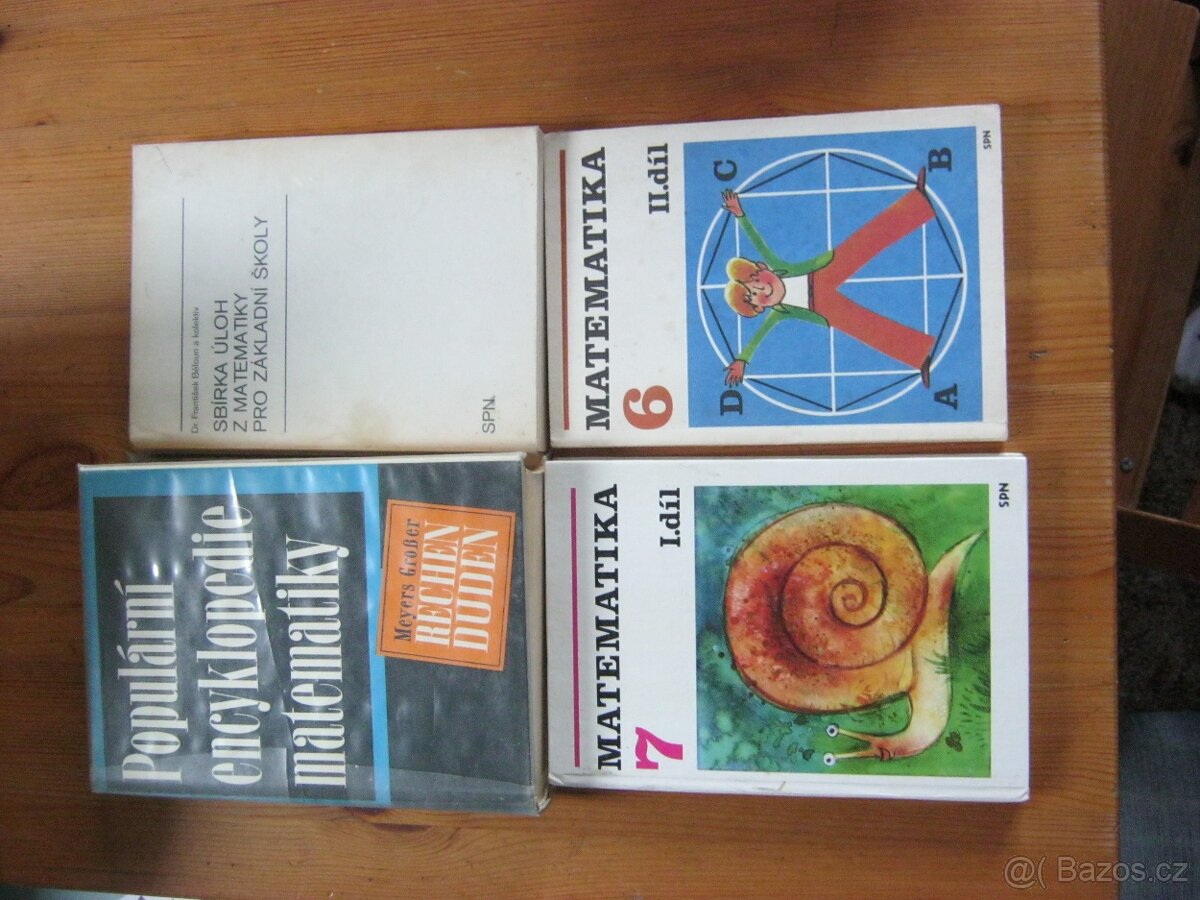 Dr. František Běloun a kolektiv
SBÍRKA ÚLOH
Z MATEMATIKY
PRO ZÁKLADNÍ ŠKOLY
SPN
MATEMATIKA
6
II.díl
D
C
A
B
SPN
Populární
encyklopedie
matematiky
Meyers Großer
RECHEN
DUDEN
MATEMATIKA
7
I.díl
SPN
@( Bazos.cz